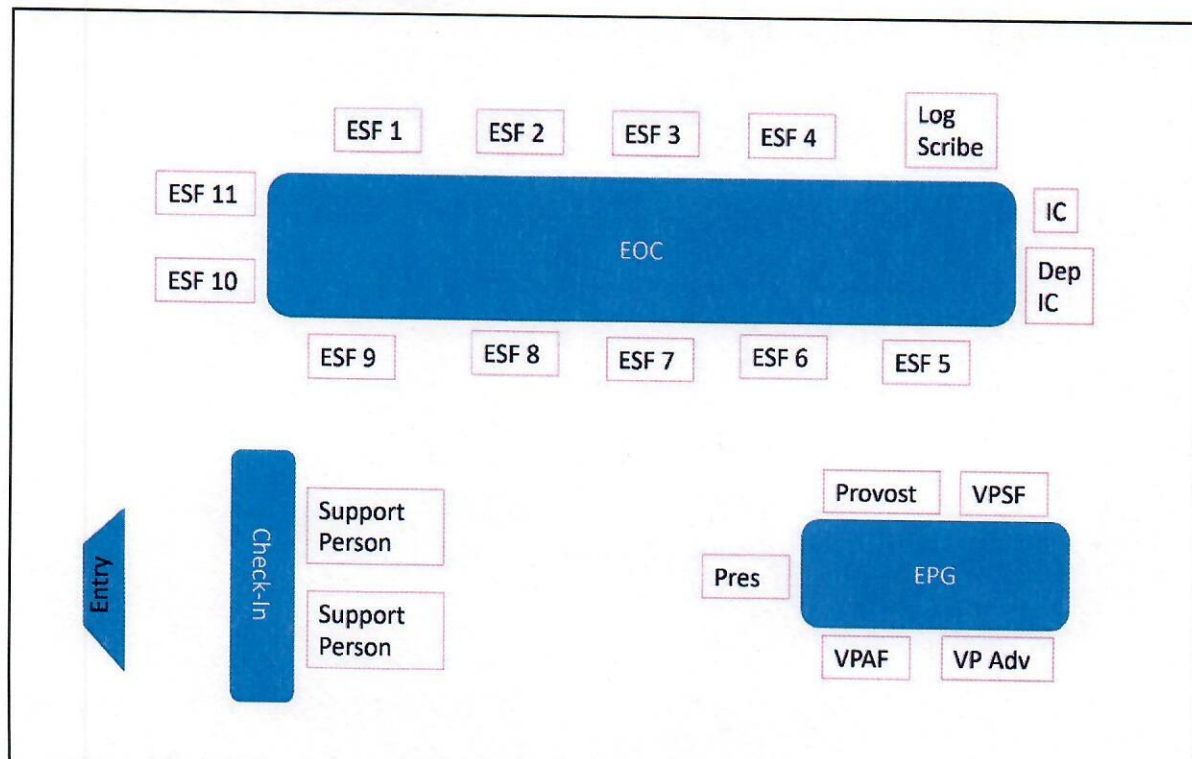 ESF 1
ESF 2
ESF 3
ESF 4
Log
Scribe
ESF 11
IC
EOC
ESF 10
Dep
IC
ESF 9
ESF 8
ESF 7
ESF 6
ESF 5
Provost
VPSF
Support
Person
Entry
Check-In
Pres
EPG
Support
Person
VPAF
VP Adv